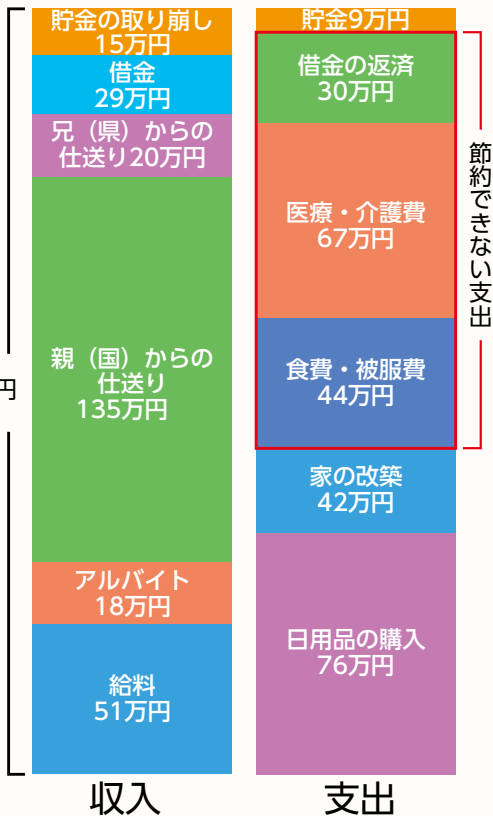 貯金の取り崩し
15万円
借金
29万円
兄（県）からの
仕送り20万円
親（国）からの
仕送り
135万円
アルバイト
18万円
給料
51万円
収入
円
貯金9万円
借金の返済
30万円
医療・介護費
67万円
食費・被服費
44万円
家の改築
42万円
日用品の購入
76万円
支出
節約できない支出